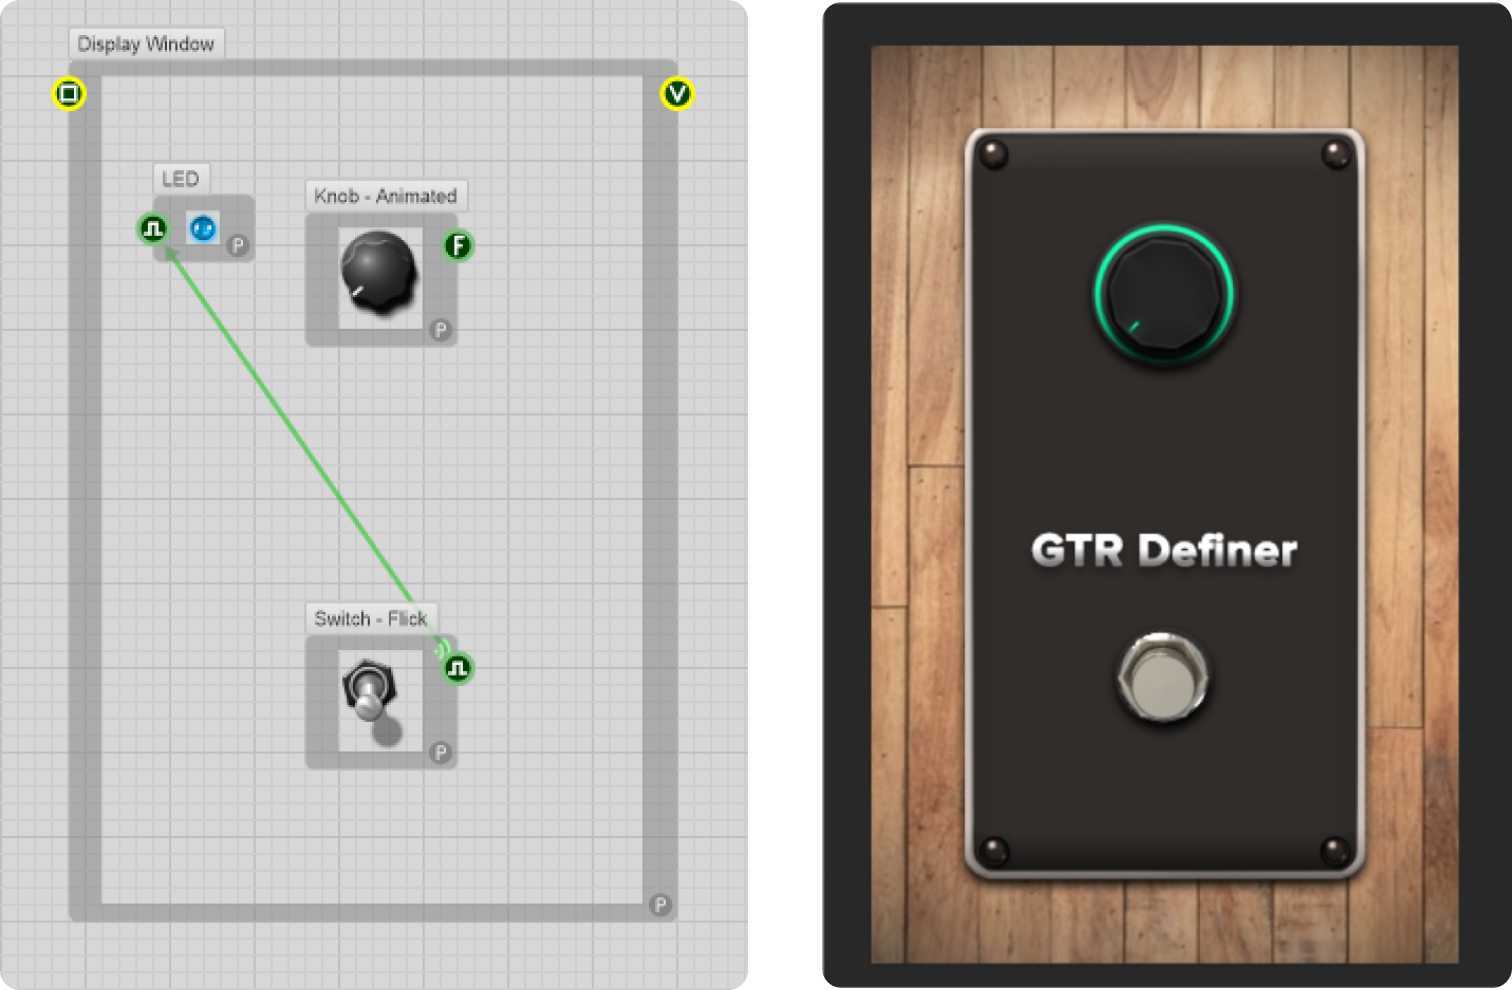 Display Window
V
LED
P
Knob - Animated
F
P
Switch - Flick
P
P
GTR Definer